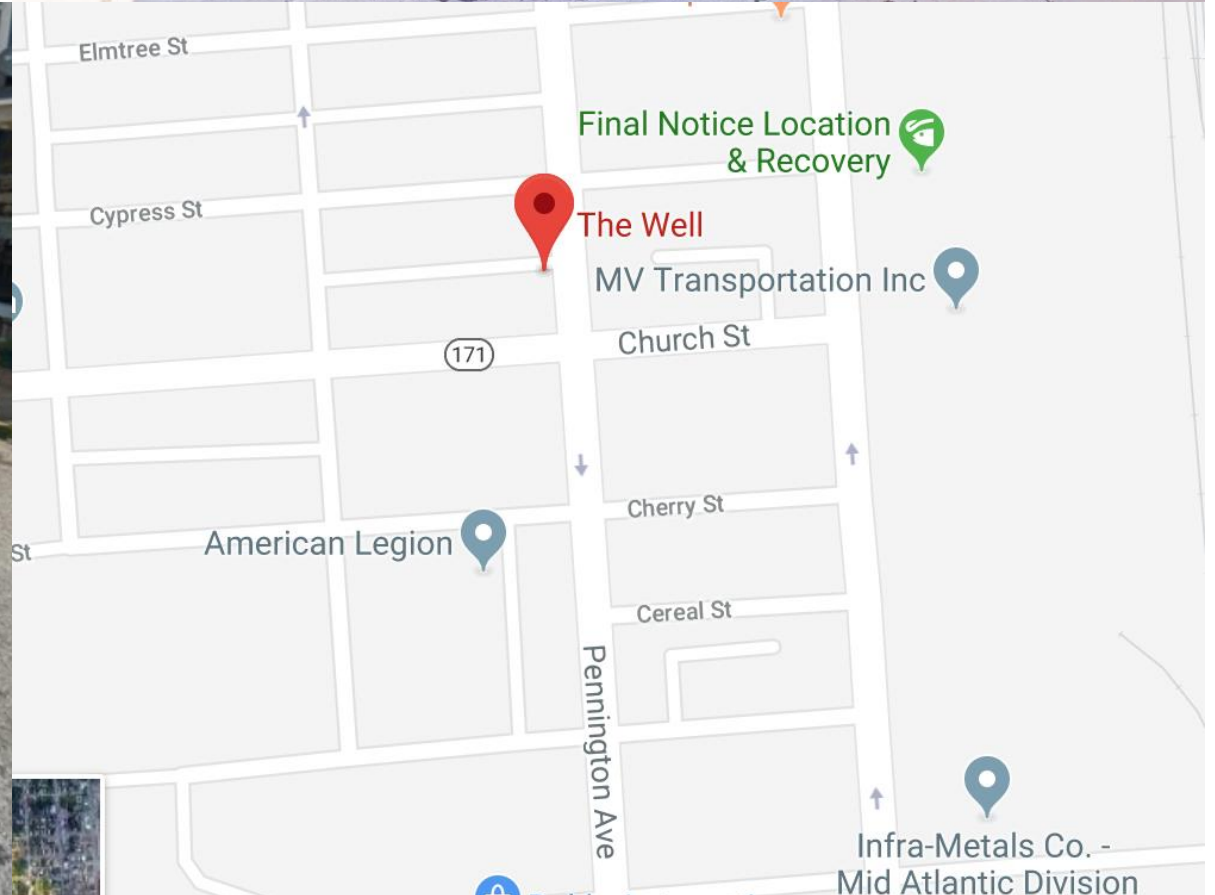 Elmtree St
Final Notice Location
& Recovery
Cypress St
The Well
MV Transportation Inc
Church St
171
Cherry St
American Legion
St
Cereal St
Pennington Ave
Infra-Metals Co. -
Mid Atlantic Division